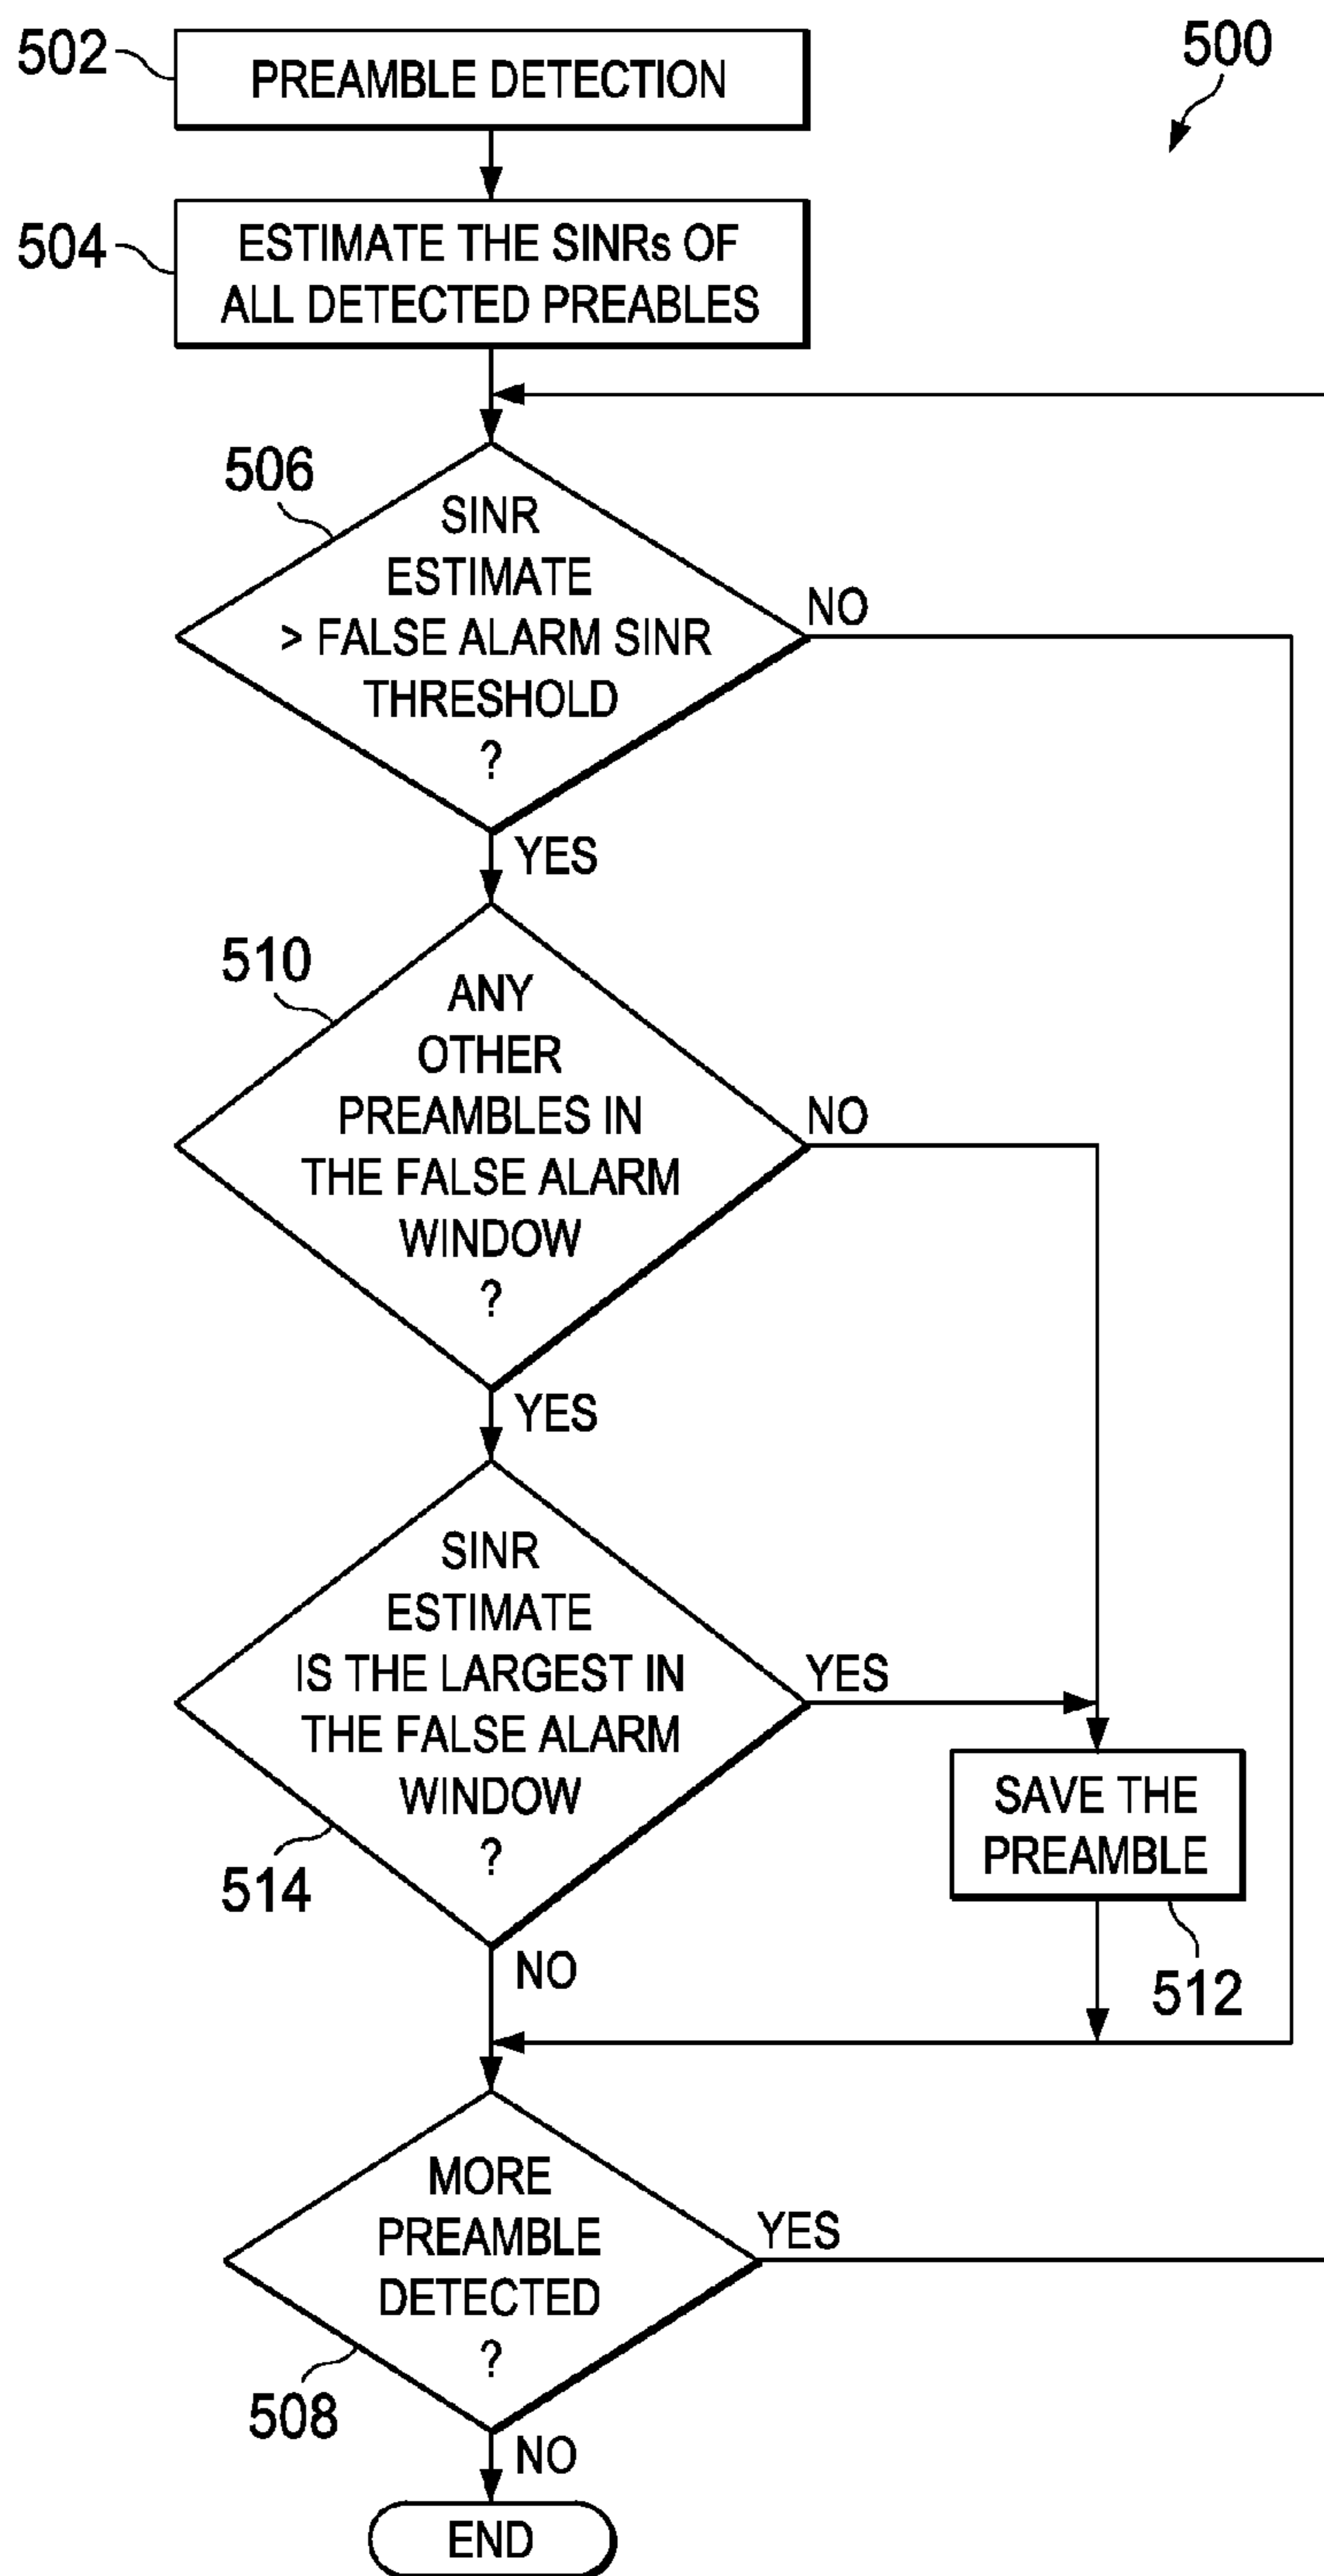 500
502
PREAMBLE DETECTION
504
ESTIMATE THE SINRs OF
ALL DETECTED PREABLES
506
SINR
ESTIMATE
> FALSE ALARM SINR
THRESHOLD
?
NO
YES
510
ANY
OTHER
PREAMBLES IN
THE FALSE ALARM
WINDOW
?
NO
YES
SINR
ESTIMATE
IS THE LARGEST IN
THE FALSE ALARM
WINDOW
?
514
YES
NO
SAVE THE
PREAMBLE
512
MORE
PREAMBLE
DETECTED
?
508
YES
NO
END